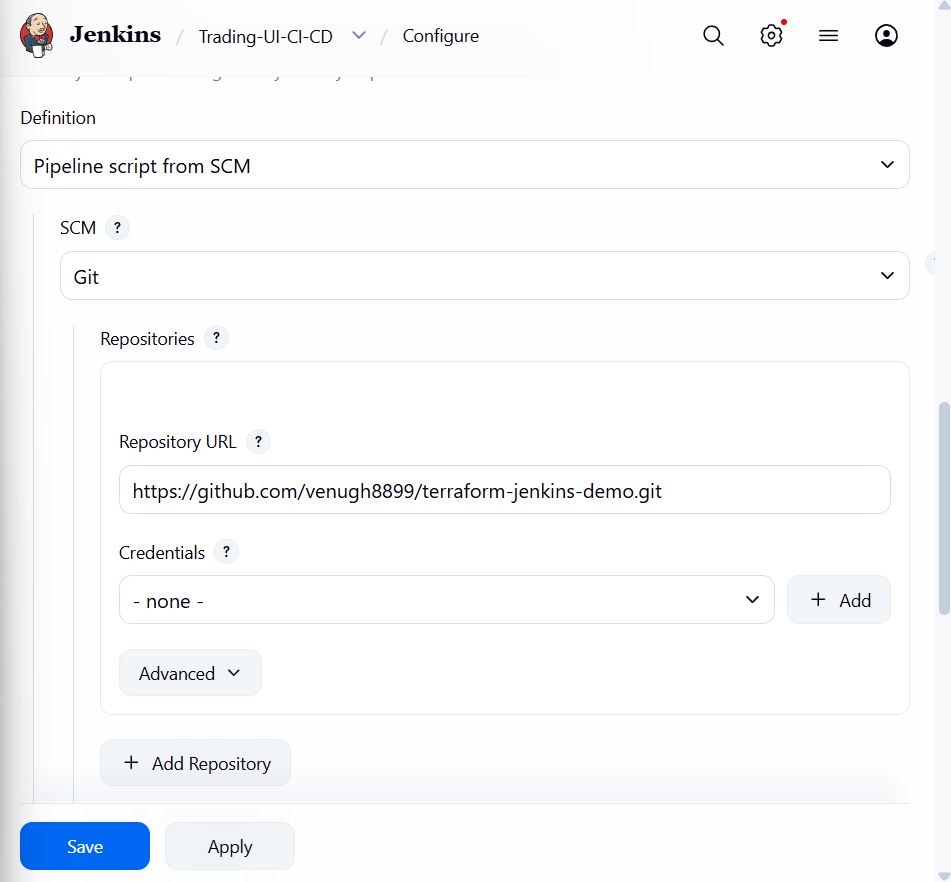 Jenkins / Trading-UI-CI-CD / Configure
Definition
Pipeline script from SCM
SCM ?
Git
Repositories ?
Repository URL ?
https://github.com/venugh8899/terraform-jenkins-demo.git
Credentials ?
- none -
+ Add
Advanced
+ Add Repository
Save
Apply